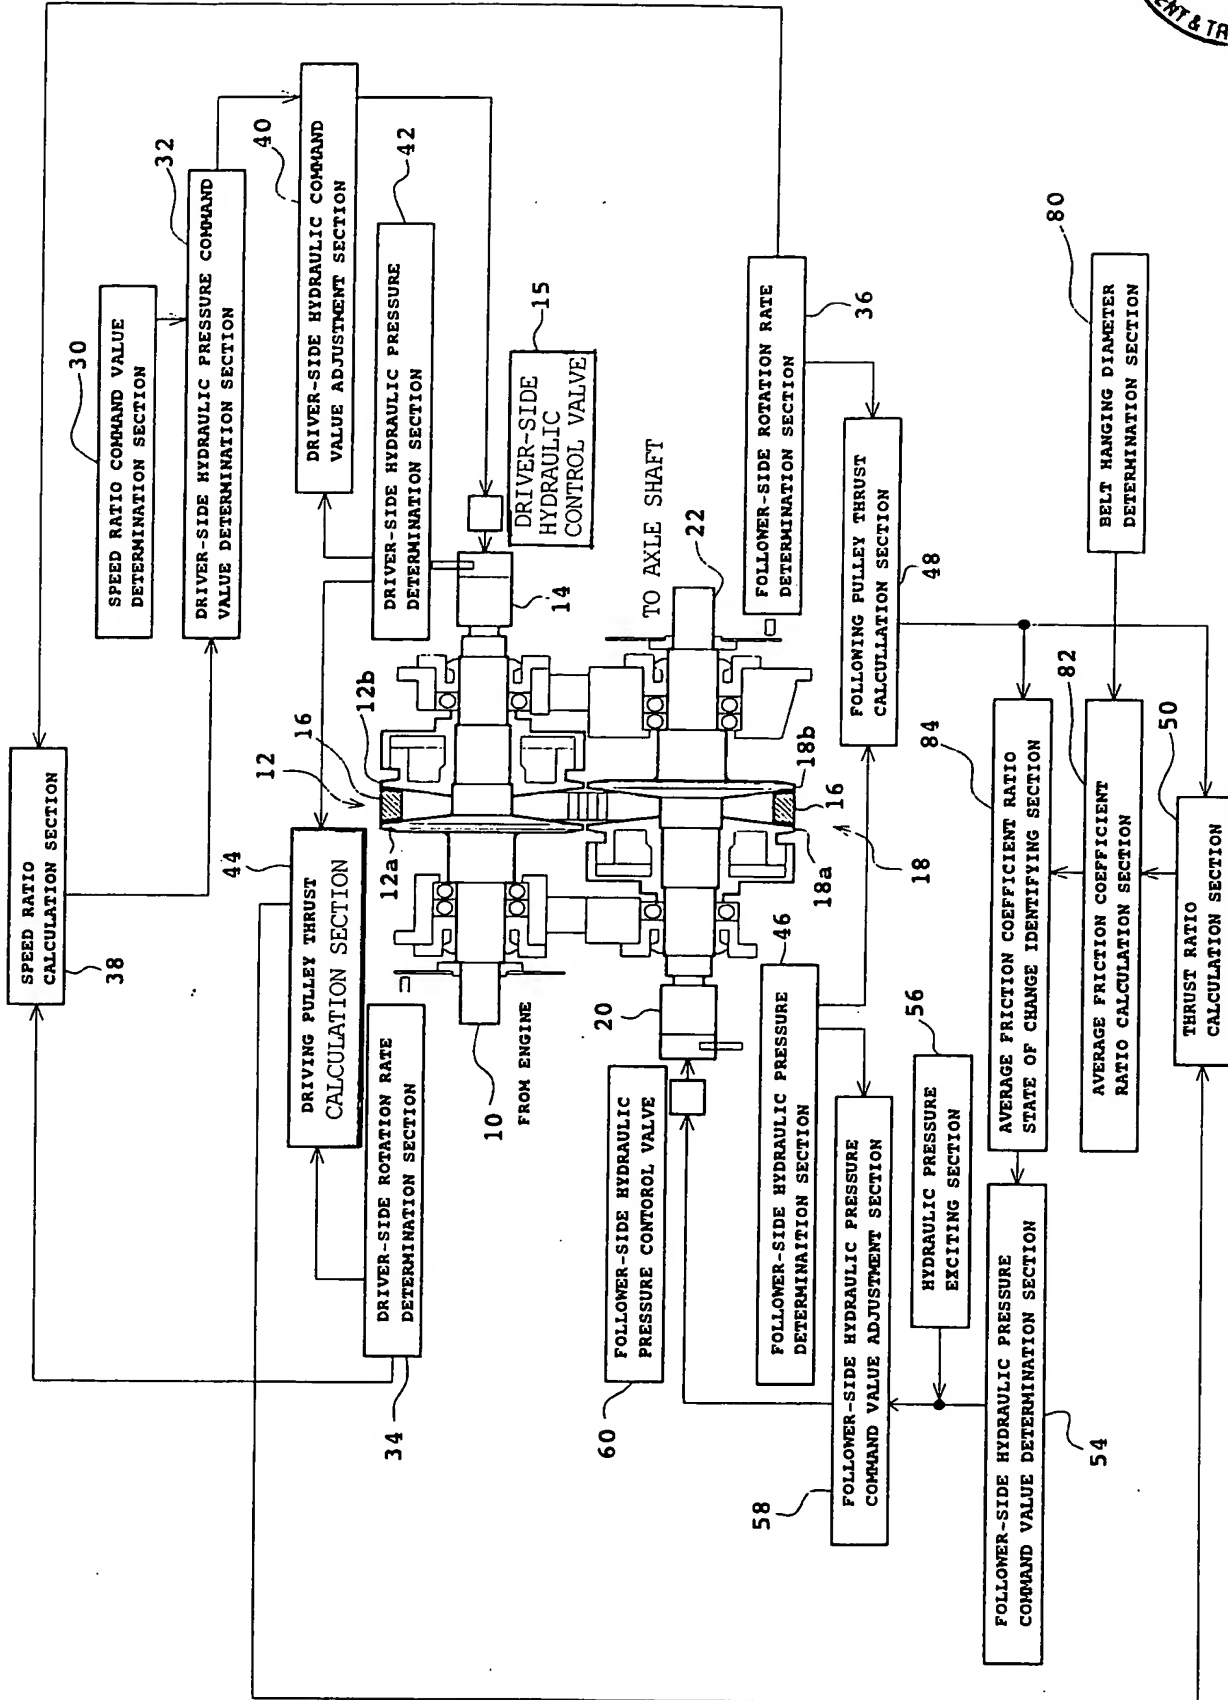 SPEED RATIO
CALCULATION SECTION
38
SPEED RATIO COMMAND VALUE
DETERMINATION SECTION
30
DRIVER-SIDE HYDRAULIC PRESSURE COMMAND
VALUE DETERMINATION SECTION
32
DRIVER-SIDE HYDRAULIC COMMAND
VALUE ADJUSTMENT SECTION
40
DRIVER-SIDE HYDRAULIC PRESSURE
DETERMINATION SECTION
42
DRIVING PULLEY THRUST
CALCULATION SECTION
44
DRIVER-SIDE ROTATION RATE
DETERMINATION SECTION
34
12
16
12a
12b
10
FROM ENGINE
14
DRIVER-SIDE
HYDRAULIC
CONTROL VALVE
15
TO AXLE SHAFT
22
20
18a
18b
16
18
FOLLOWER-SIDE HYDRAULIC
PRESSURE CONTOROL VALVE
60
FOLLOWER-SIDE ROTATION RATE
DETERMINATION SECTION
36
FOLLOWER-SIDE HYDRAULIC PRESSURE
DETERMINAITION SECTION
46
FOLLOWING PULLEY THRUST
CALCULLATION SECTION
48
FOLLOWER-SIDE HYDRAULIC PRESSURE
COMMAND VALUE ADJUSTMENT SECTION
58
HYDRAULIC PRESSURE
EXCITING SECTION
56
FOLLOWER-SIDE HYDRAULIC PRESSURE
COMMAND VALUE DETERMINATION SECTION
54
AVERAGE FRICTION COEFFICIENT RATIO
STATE OF CHANGE IDENTIFYING SECTION
84
AVERAGE FRICTION COEFFICIENT
RATIO CALCULATION SECTION
82
BELT HANGING DIAMETER
DETERMINATION SECTION
80
THRUST RATIO
CALCULATION SECTION
50